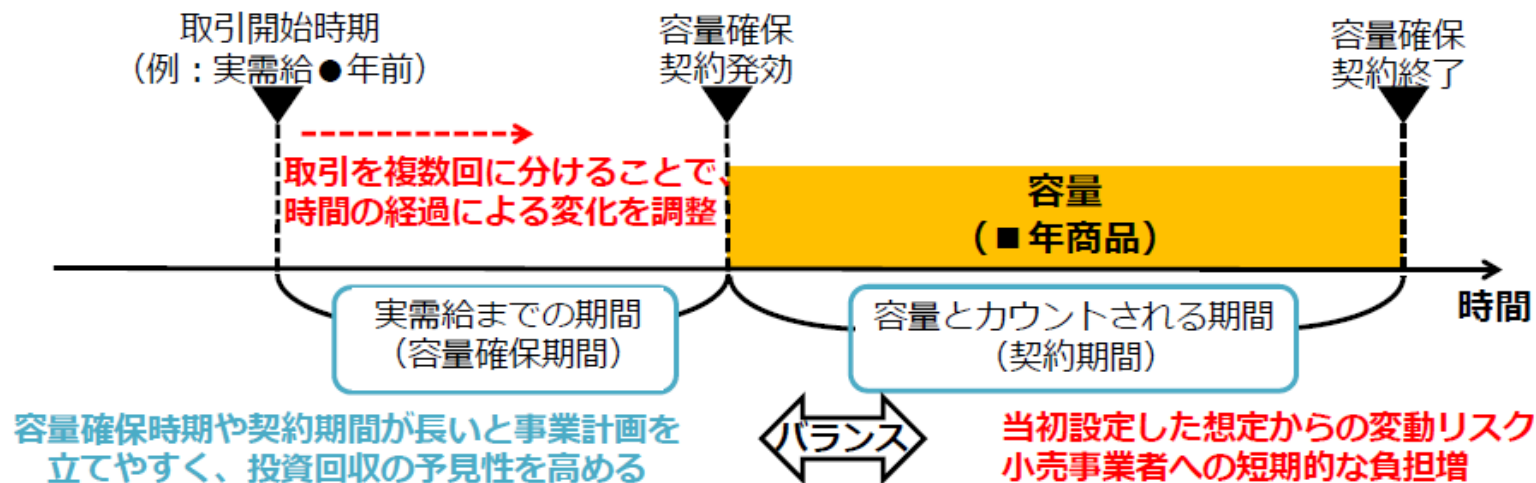 取引開始時期
（例：実需給●年前）
容量確保
契約発効
容量確保
契約終了
取引を複数回に分けることで、
時間の経過による変化を調整
容量
（■年商品）
時間
実需給までの期間
（容量確保期間）
容量とカウントされる期間
（契約期間）
容量確保時期や契約期間が長いと事業計画を
立てやすく、投資回収の予見性を高める
バランス
当初設定した想定からの変動リスク
小売事業者への短期的な負担増